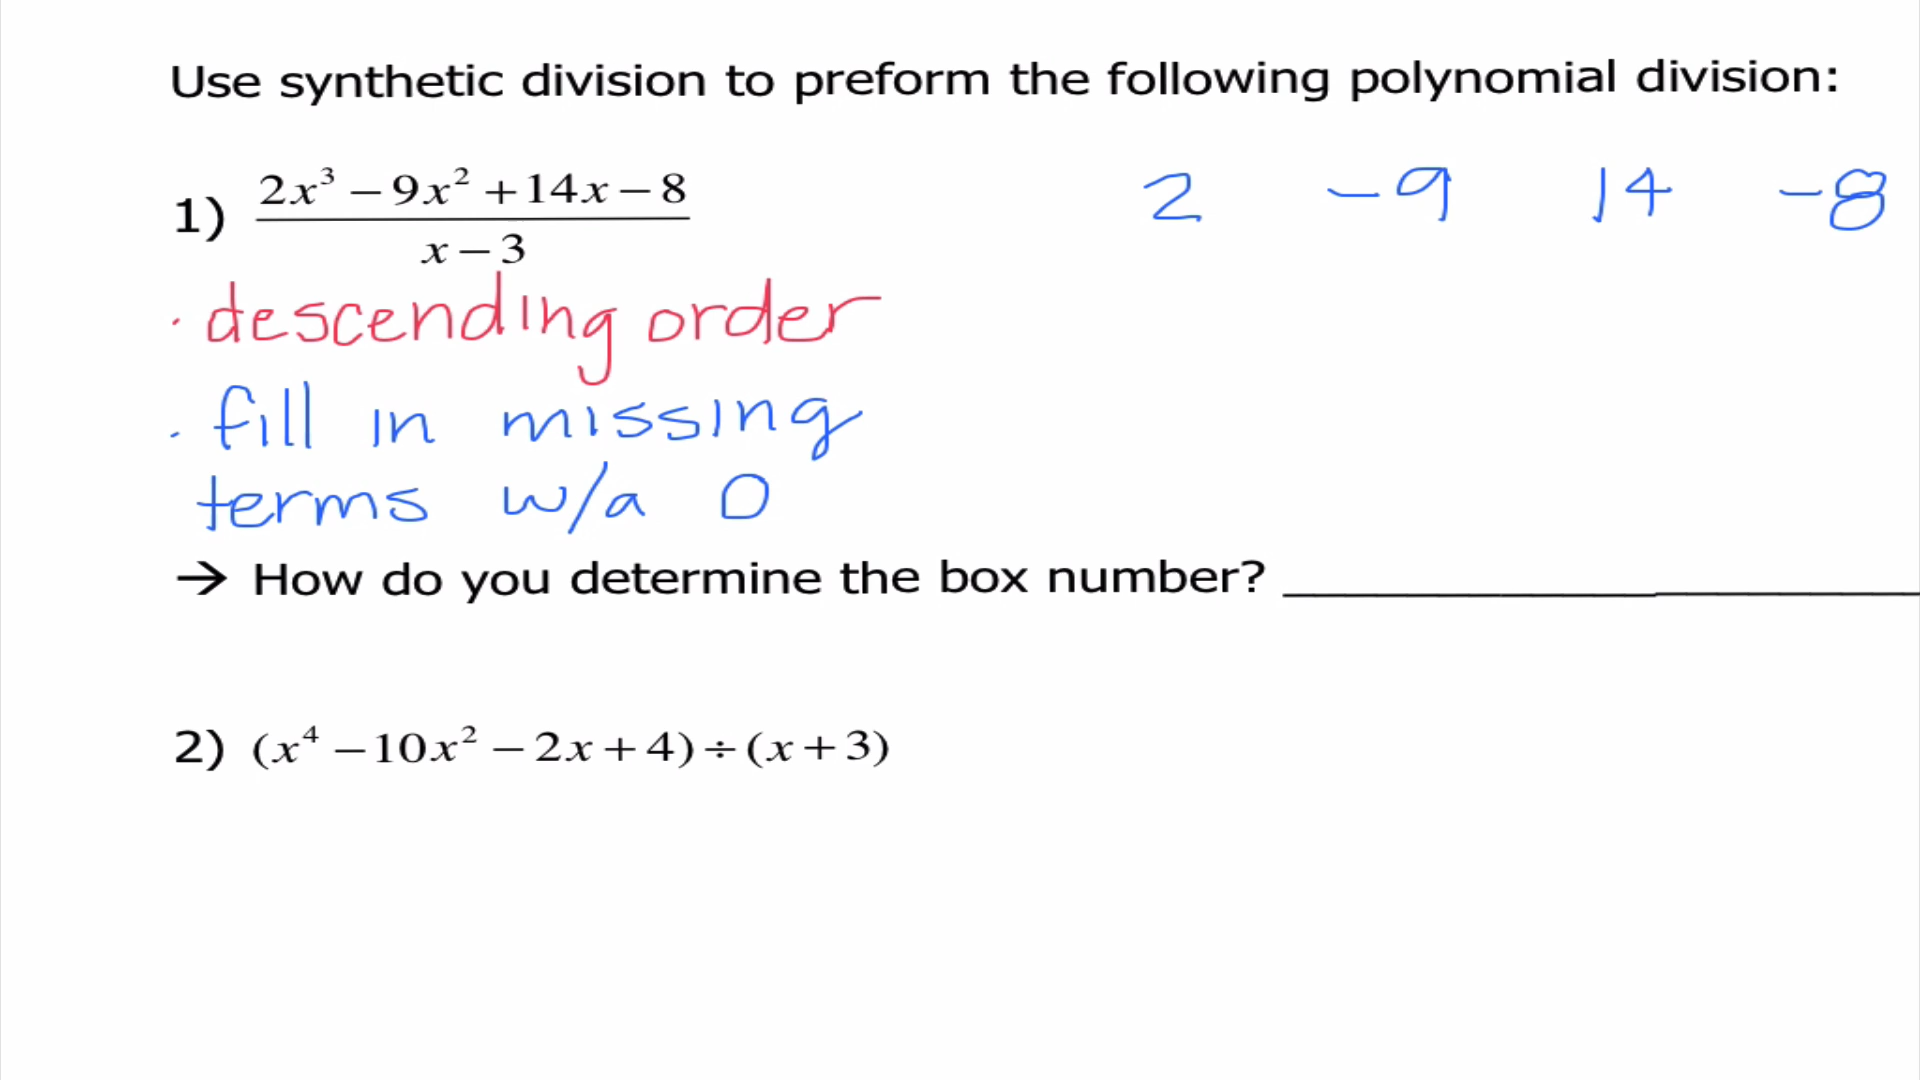 Use synthetic division to preform the following polynomial division:
1) (2x³ − 9x² + 14x − 8) / (x − 3)
2 −9 14 −8
· descending order
· fill in missing
terms w/a 0
→ How do you determine the box number? ____________________
2) (x⁴ − 10x² − 2x + 4) ÷ (x + 3)